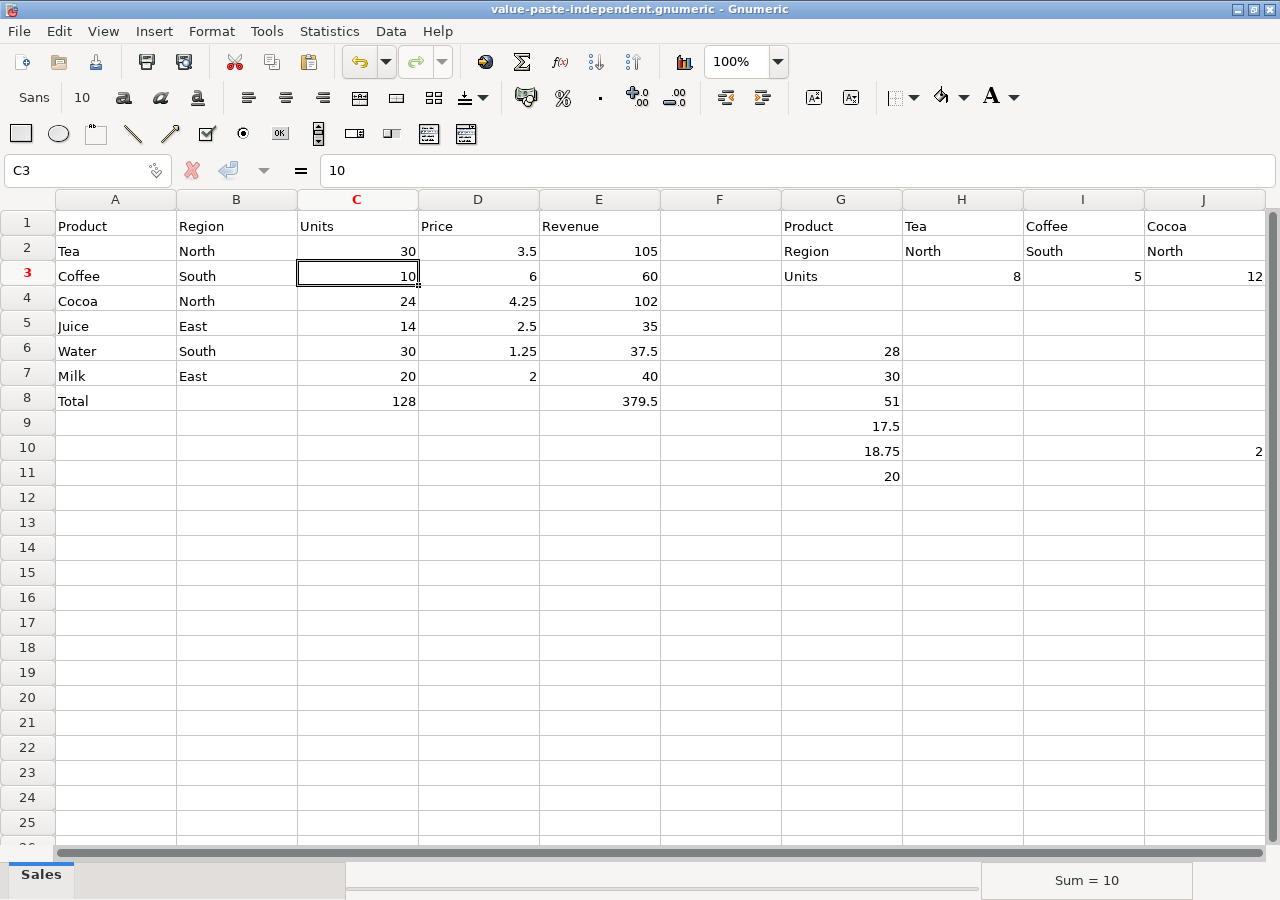 value-paste-independent.gnumeric - Gnumeric
File Edit View Insert Format Tools Statistics Data Help
f(x) 100%
Sans 10 a a a % +0 .00 .00 -.0 A A A
OK
C3 = 10
A B C D E F G H I J
1 Product Region Units Price Revenue Product Tea Coffee Cocoa
2 Tea North 30 3.5 105 Region North South North
3 Coffee South 10 6 60 Units 8 5 12
4 Cocoa North 24 4.25 102
5 Juice East 14 2.5 35
6 Water South 30 1.25 37.5 28
7 Milk East 20 2 40 30
8 Total 128 379.5 51
9 17.5
10 18.75 2
11 20
12
13
14
15
16
17
18
19
20
21
22
23
24
25
Sales Sum = 10